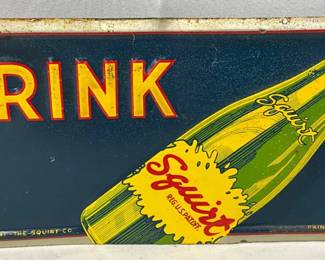 RINK
Squirt
Squirt
REG.U.S.PAT.OFF.
THE SQUIRT CO